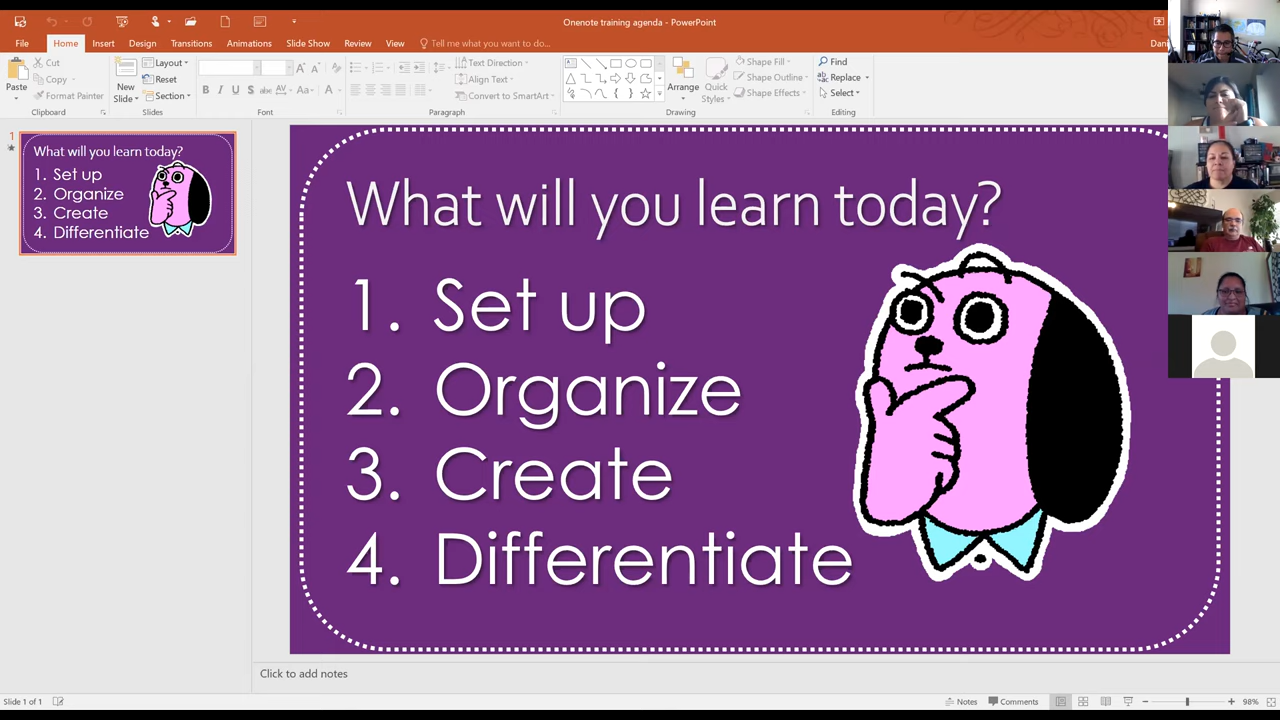 Onenote training agenda - PowerPoint
File Home Insert Design Transitions Animations Slide Show Review View Tell me what you want to do...
Paste
Cut
Copy
Format Painter
Clipboard
New Slide
Layout
Reset
Section
Slides
B I U S abc AV Aa A
Font
Text Direction
Align Text
Convert to SmartArt
Paragraph
Arrange
Quick Styles
Shape Fill
Shape Outline
Shape Effects
Drawing
Find
Replace
Select
Editing
1
What will you learn today?
1. Set up
2. Organize
3. Create
4. Differentiate
What will you learn today?
1. Set up
2. Organize
3. Create
4. Differentiate
Click to add notes
Slide 1 of 1 Notes Comments 98%